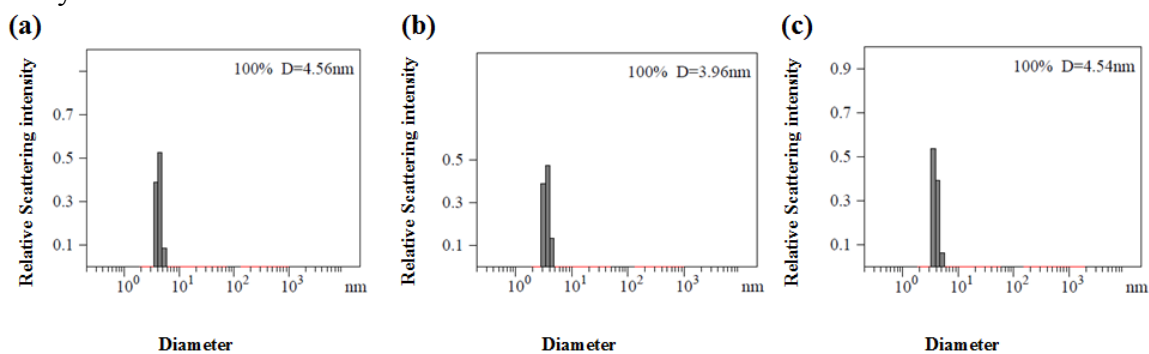 (a)
Relative Scattering intensity
100% D=4.56nm
0.7
0.5
0.3
0.1
10^0 10^1 10^2 10^3 nm
Diameter
(b)
Relative Scattering intensity
100% D=3.96nm
0.5
0.3
0.1
10^0 10^1 10^2 10^3 nm
Diameter
(c)
Relative Scattering intensity
100% D=4.54nm
0.9
0.7
0.5
0.3
0.1
10^0 10^1 10^2 10^3 nm
Diameter